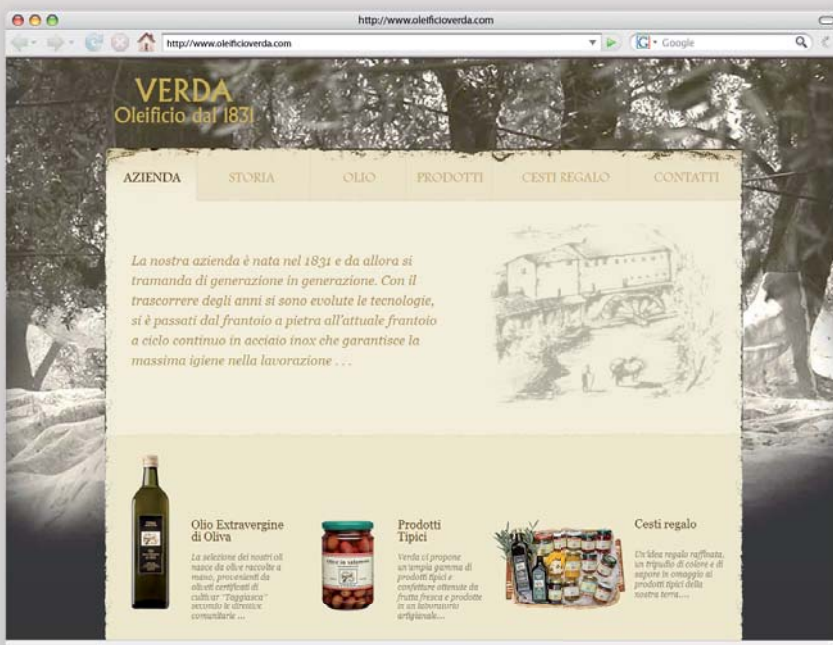 http://www.oleificioverda.com
http://www.oleificioverda.com
G
Google
VERDA
Oleificio dal 1831
AZIENDA
STORIA
OLIO
PRODOTTI
CESTI REGALO
CONTATTI
La nostra azienda è nata nel 1831 e da allora si
tramanda di generazione in generazione. Con il
trascorrere degli anni si sono evolute le tecnologie,
si è passati dal frantoio a pietra all'attuale frantoio
a ciclo continuo in acciaio inox che garantisce la
massima igiene nella lavorazione . . .
Olio Extravergine
di Oliva
La selezione dei nostri oli
nasce da olive raccolte a
mano, provenienti da
oliveti certificati di
cultivar "Taggiasca"
secondo le direttive
comunitarie ...
Olive in salamoia
Prodotti
Tipici
Verda vi propone
un'ampia gamma di
prodotti tipici e
confetture ottenute da
frutta fresca e prodotte
in un laboratorio
artigianale....
Cesti regalo
Un'idea regalo raffinata,
un tripudio di colore e di
sapore in omaggio ai
prodotti tipici della
nostra terra....